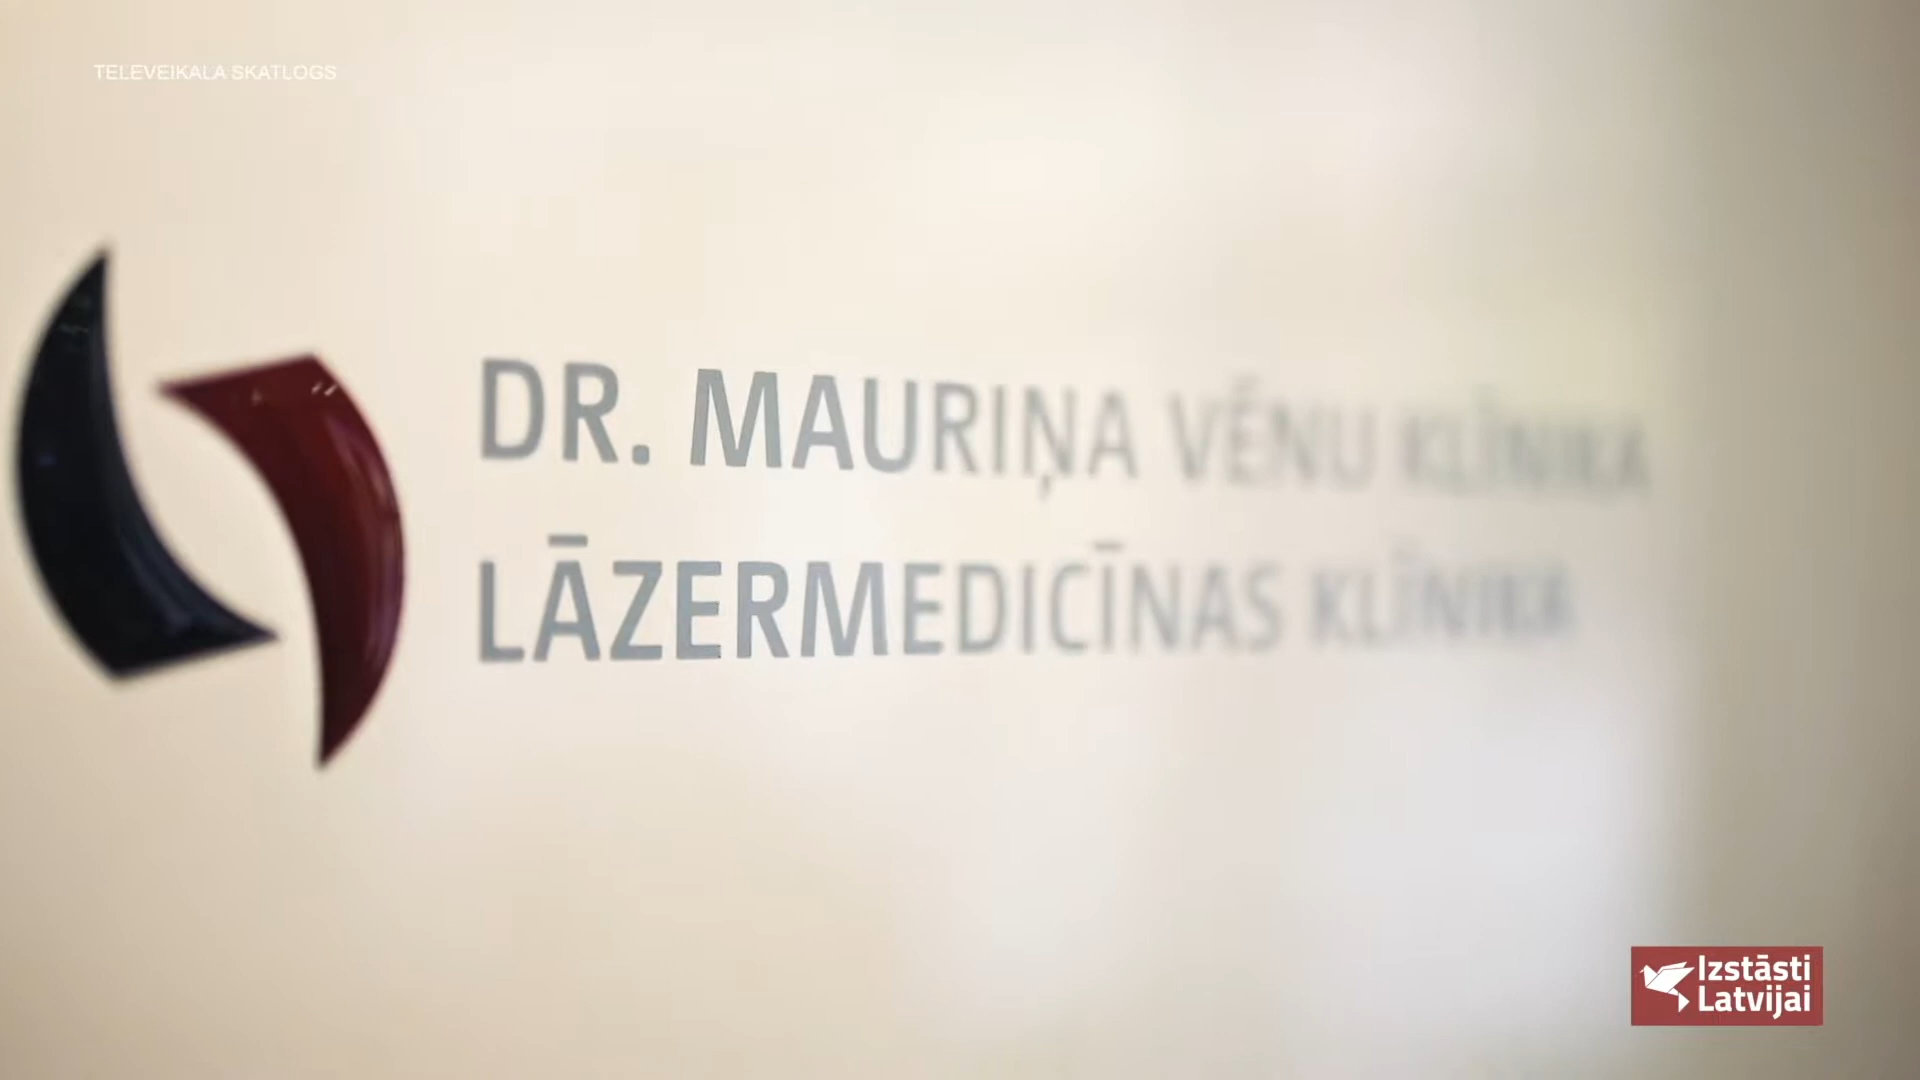 TELEVEIKALA SKATLOGS
DR. MAURIŅA VĒNU KLĪNIKA
LĀZERMEDICĪNAS KLĪNIKA
Izstāsti
Latvijai